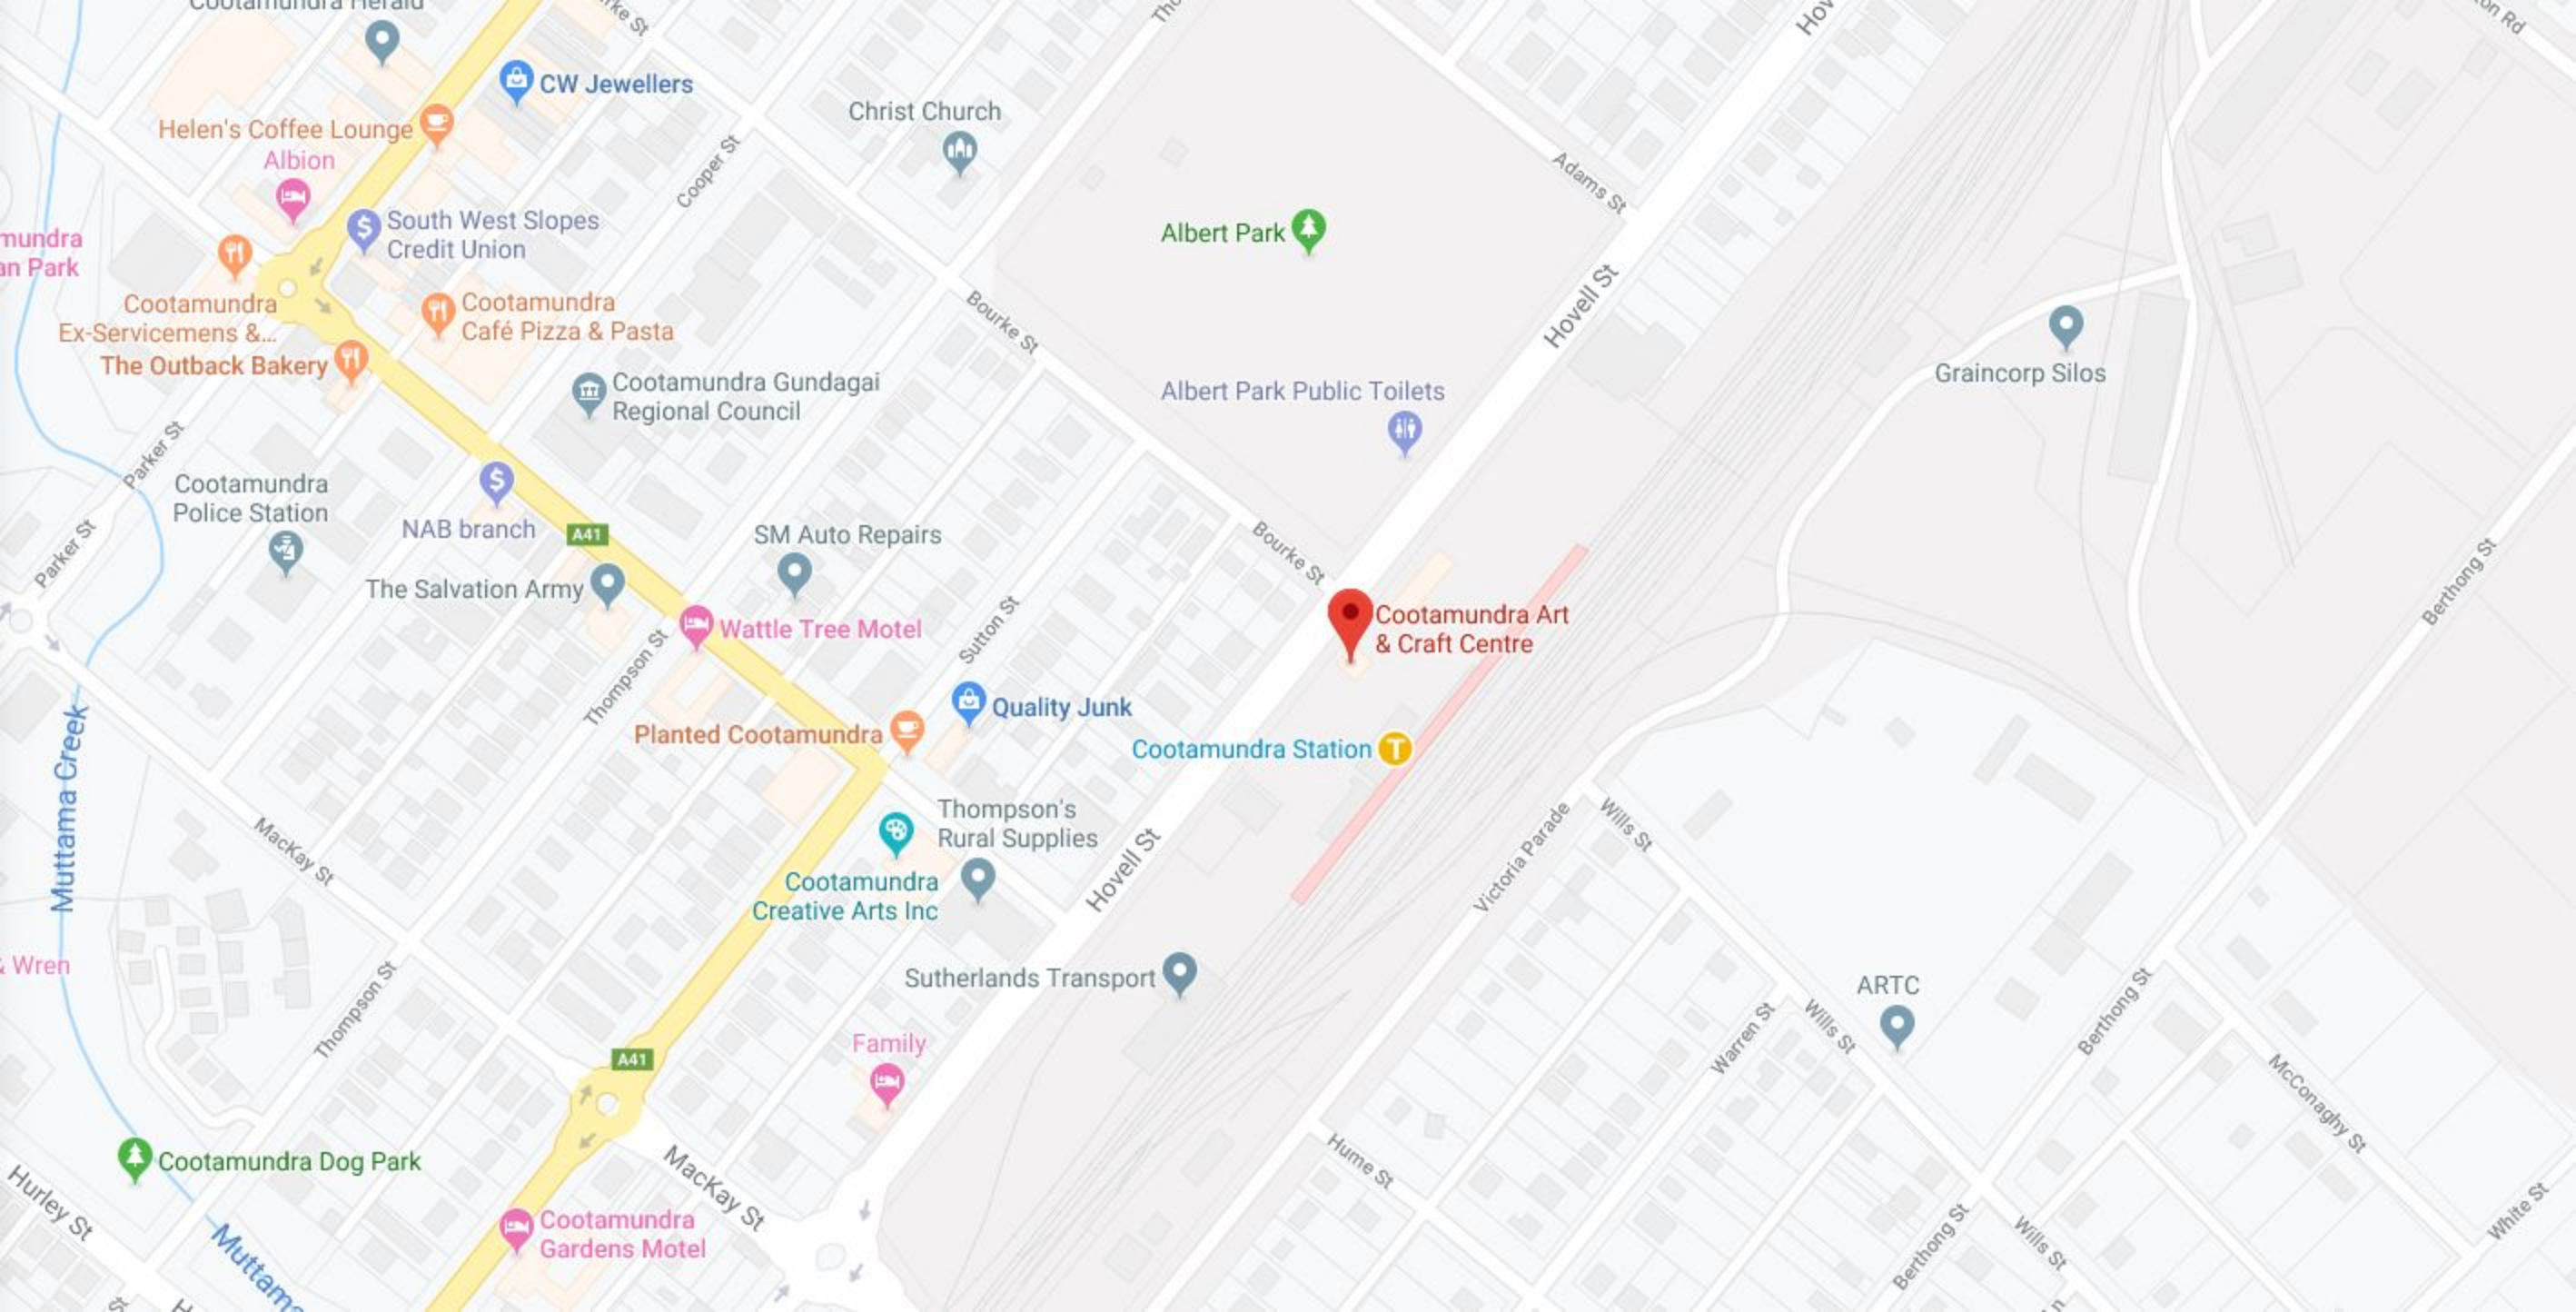 Cootamundra Herald
CW Jewellers
Helen's Coffee Lounge
Albion
Christ Church
Cooper St
Adams St
South West Slopes
Credit Union
Albert Park
Hovell St
Cootamundra
Ex-Servicemens &...
Cootamundra
Café Pizza & Pasta
Bourke St
The Outback Bakery
Cootamundra Gundagai
Regional Council
Albert Park Public Toilets
Graincorp Silos
Parker St
Parker St
Cootamundra
Police Station
NAB branch
A41
SM Auto Repairs
Bourke St
Berthong St
The Salvation Army
Wattle Tree Motel
Sutton St
Cootamundra Art
& Craft Centre
Thompson St
Quality Junk
Planted Cootamundra
Cootamundra Station
T
Muttama Creek
MacKay St
Thompson's
Rural Supplies
Hovell St
Victoria Parade
Wills St
Cootamundra
Creative Arts Inc
& Wren
Sutherlands Transport
ARTC
Thompson St
Warren St
Wills St
Berthong St
Family
A41
McConaghy St
Cootamundra Dog Park
Hume St
MacKay St
Hurley St
Cootamundra
Gardens Motel
Berthong St
Wills St
White St